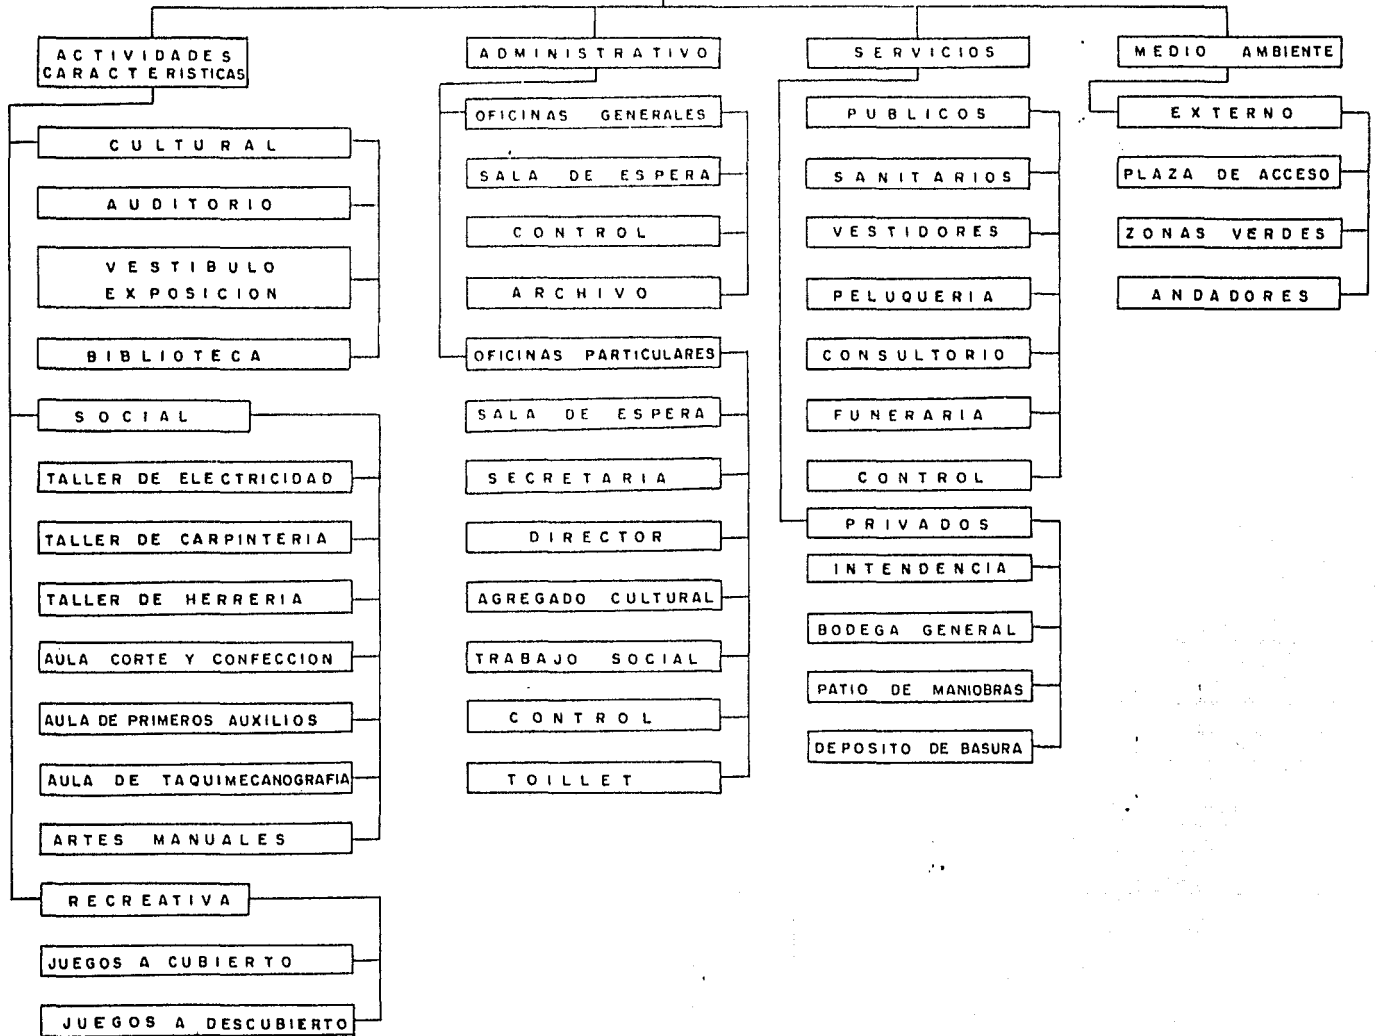 ACTIVIDADES
CARACTERISTICAS
CULTURAL
AUDITORIO
VESTIBULO
EXPOSICION
BIBLIOTECA
SOCIAL
TALLER DE ELECTRICIDAD
TALLER DE CARPINTERIA
TALLER DE HERRERIA
AULA CORTE Y CONFECCION
AULA DE PRIMEROS AUXILIOS
AULA DE TAQUIMECANOGRAFIA
ARTES MANUALES
RECREATIVA
JUEGOS A CUBIERTO
JUEGOS A DESCUBIERTO
ADMINISTRATIVO
OFICINAS GENERALES
SALA DE ESPERA
CONTROL
ARCHIVO
OFICINAS PARTICULARES
SALA DE ESPERA
SECRETARIA
DIRECTOR
AGREGADO CULTURAL
TRABAJO SOCIAL
CONTROL
TOILLET
SERVICIOS
PUBLICOS
SANITARIOS
VESTIDORES
PELUQUERIA
CONSULTORIO
FUNERARIA
CONTROL
PRIVADOS
INTENDENCIA
BODEGA GENERAL
PATIO DE MANIOBRAS
DEPOSITO DE BASURA
MEDIO AMBIENTE
EXTERNO
PLAZA DE ACCESO
ZONAS VERDES
ANDADORES